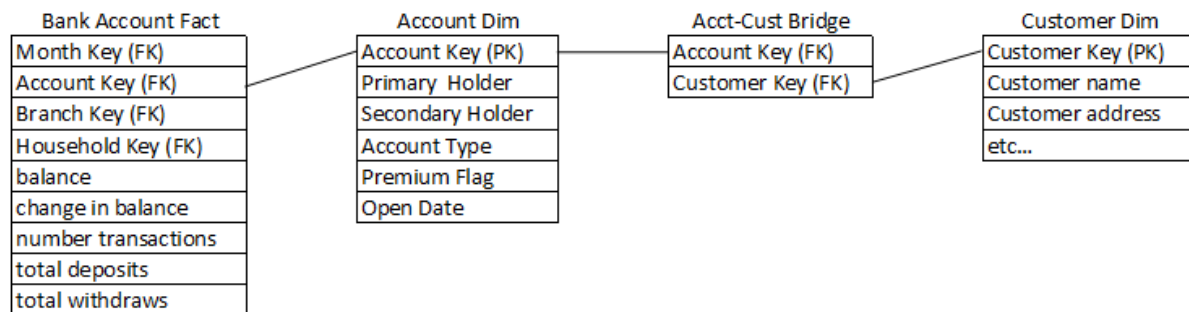 Bank Account Fact
Month Key (FK)
Account Key (FK)
Branch Key (FK)
Household Key (FK)
balance
change in balance
number transactions
total deposits
total withdraws
Account Dim
Account Key (PK)
Primary Holder
Secondary Holder
Account Type
Premium Flag
Open Date
Acct-Cust Bridge
Account Key (FK)
Customer Key (FK)
Customer Dim
Customer Key (PK)
Customer name
Customer address
etc...